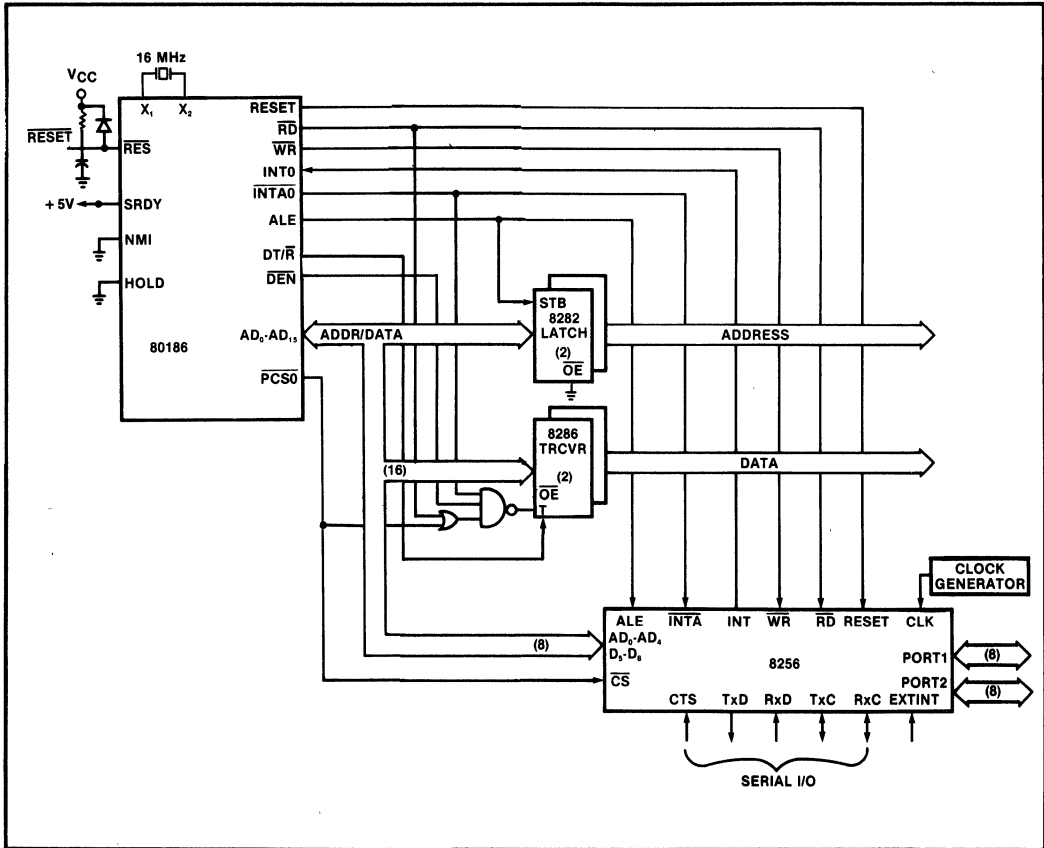 16 MHz
VCC
X1 X2
RESET
RES
+5V
SRDY
NMI
HOLD
80186
RESET
RD
WR
INT0
INTA0
ALE
DT/R
DEN
AD0-AD15
PCS0
ADDR/DATA
STB
8282
LATCH
(2)
OE
ADDRESS
8286
TRCVR
(2)
OE
T
DATA
(16)
CLOCK
GENERATOR
ALE INTA INT WR RD RESET CLK
AD0-AD4
D5-D8
(8)
CS
8256
PORT1
(8)
PORT2
(8)
CTS TxD RxD TxC RxC EXTINT
SERIAL I/O